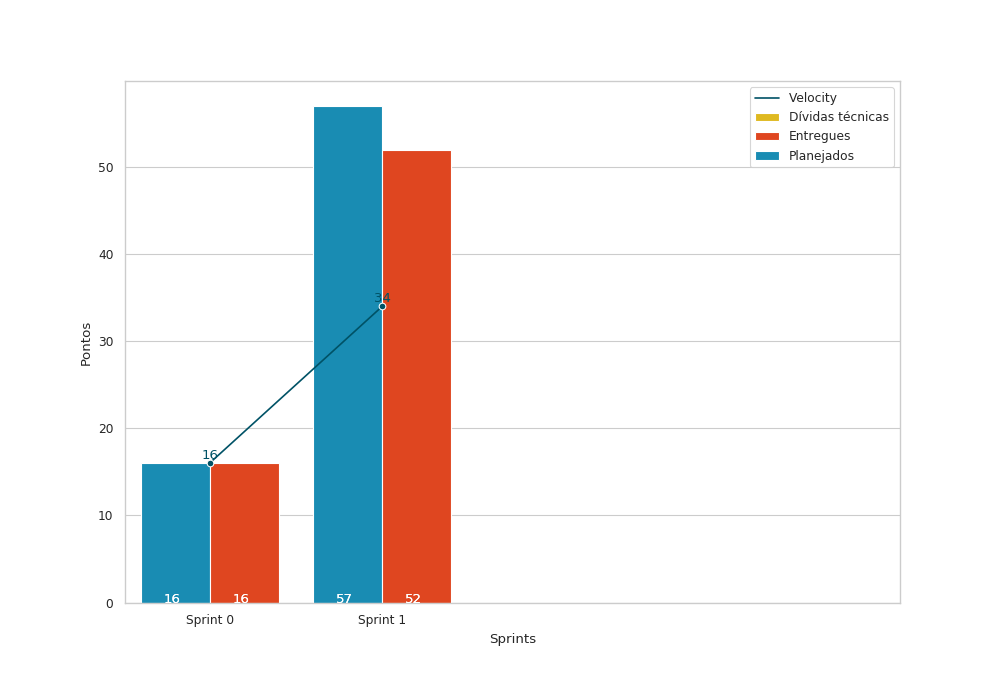 Velocity
Dívidas técnicas
Entregues
Planejados
50
40
30
20
10
0
Pontos
34
16
16
16
57
52
Sprint 0
Sprint 1
Sprints